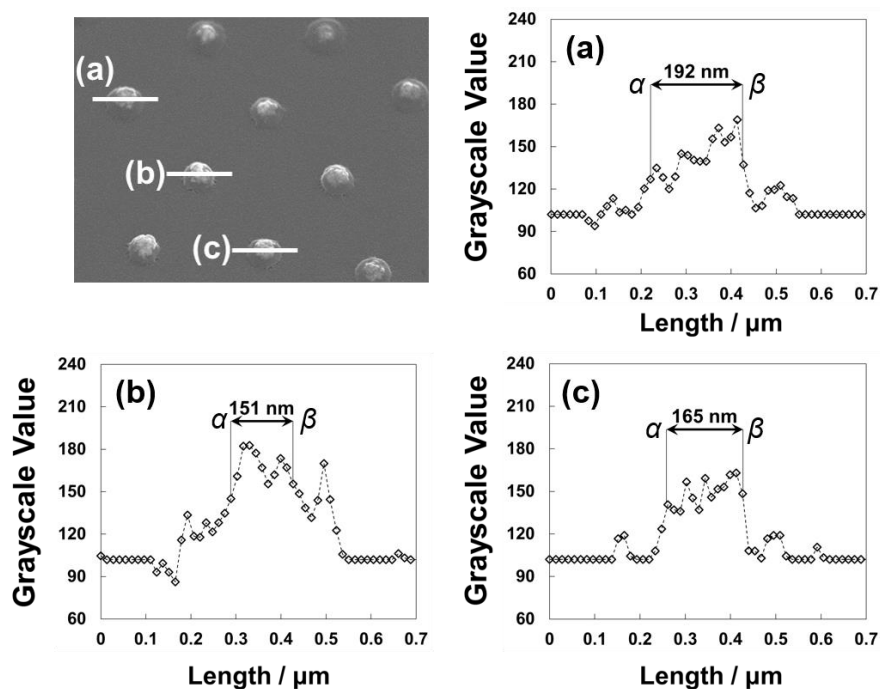 (a)
(b)
(c)
(a)
192 nm
α β
Grayscale Value
240
210
180
150
120
90
60
0 0.1 0.2 0.3 0.4 0.5 0.6 0.7
Length / μm
(b)
151 nm
α β
Grayscale Value
240
210
180
150
120
90
60
0 0.1 0.2 0.3 0.4 0.5 0.6 0.7
Length / μm
(c)
165 nm
α β
Grayscale Value
240
210
180
150
120
90
60
0 0.1 0.2 0.3 0.4 0.5 0.6 0.7
Length / μm